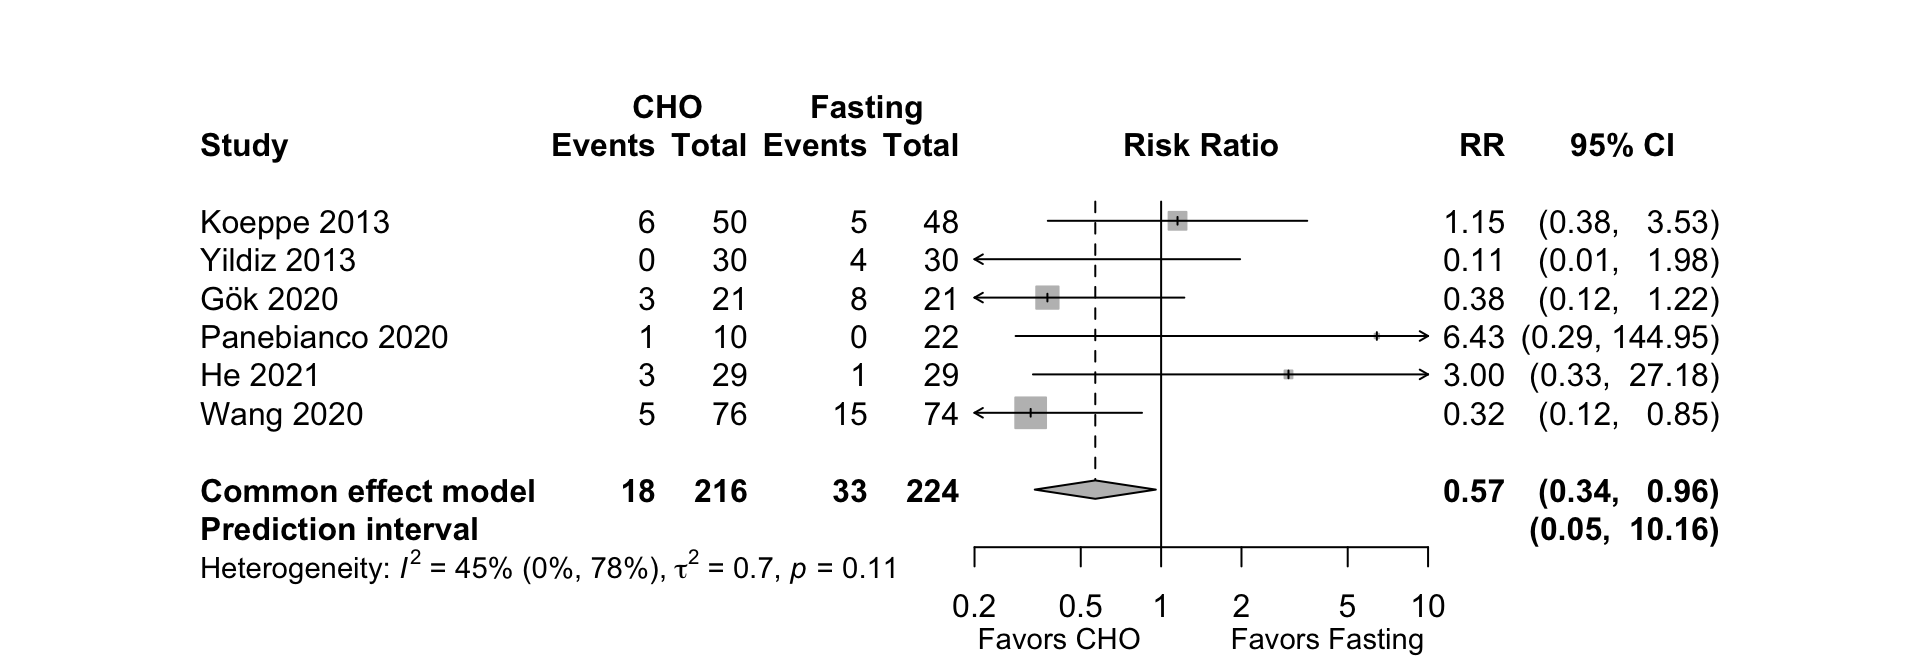 CHO Fasting
Study Events Total Events Total Risk Ratio RR 95% CI
Koeppe 2013 6 50 5 48 1.15 (0.38, 3.53)
Yildiz 2013 0 30 4 30 0.11 (0.01, 1.98)
Gök 2020 3 21 8 21 0.38 (0.12, 1.22)
Panebianco 2020 1 10 0 22 6.43 (0.29, 144.95)
He 2021 3 29 1 29 3.00 (0.33, 27.18)
Wang 2020 5 76 15 74 0.32 (0.12, 0.85)
Common effect model 18 216 33 224 0.57 (0.34, 0.96)
Prediction interval (0.05, 10.16)
Heterogeneity: I² = 45% (0%, 78%), τ² = 0.7, p = 0.11
0.2 0.5 1 2 5 10
Favors CHO Favors Fasting